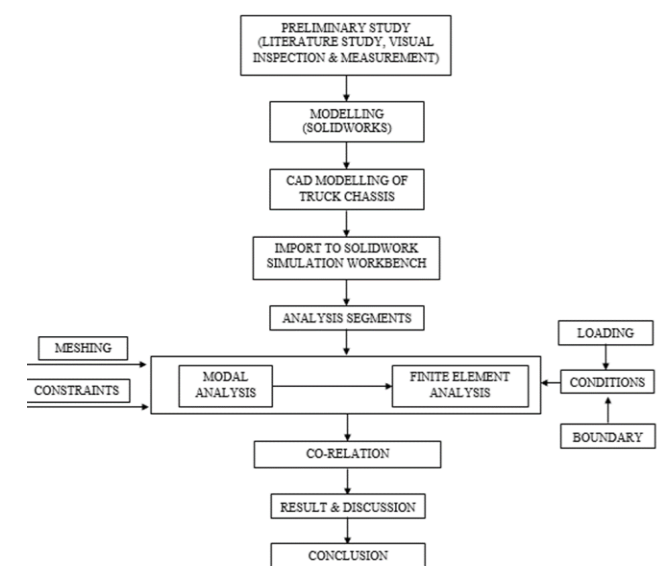 PRELIMINARY STUDY
(LITERATURE STUDY, VISUAL
INSPECTION & MEASUREMENT)
MODELLING
(SOLIDWORKS)
CAD MODELLING OF
TRUCK CHASSIS
IMPORT TO SOLIDWORK
SIMULATION WORKBENCH
ANALYSIS SEGMENTS
LOADING
MESHING
MODAL
ANALYSIS
FINITE ELEMENT
ANALYSIS
CONDITIONS
CONSTRAINTS
BOUNDARY
CO-RELATION
RESULT & DISCUSSION
CONCLUSION